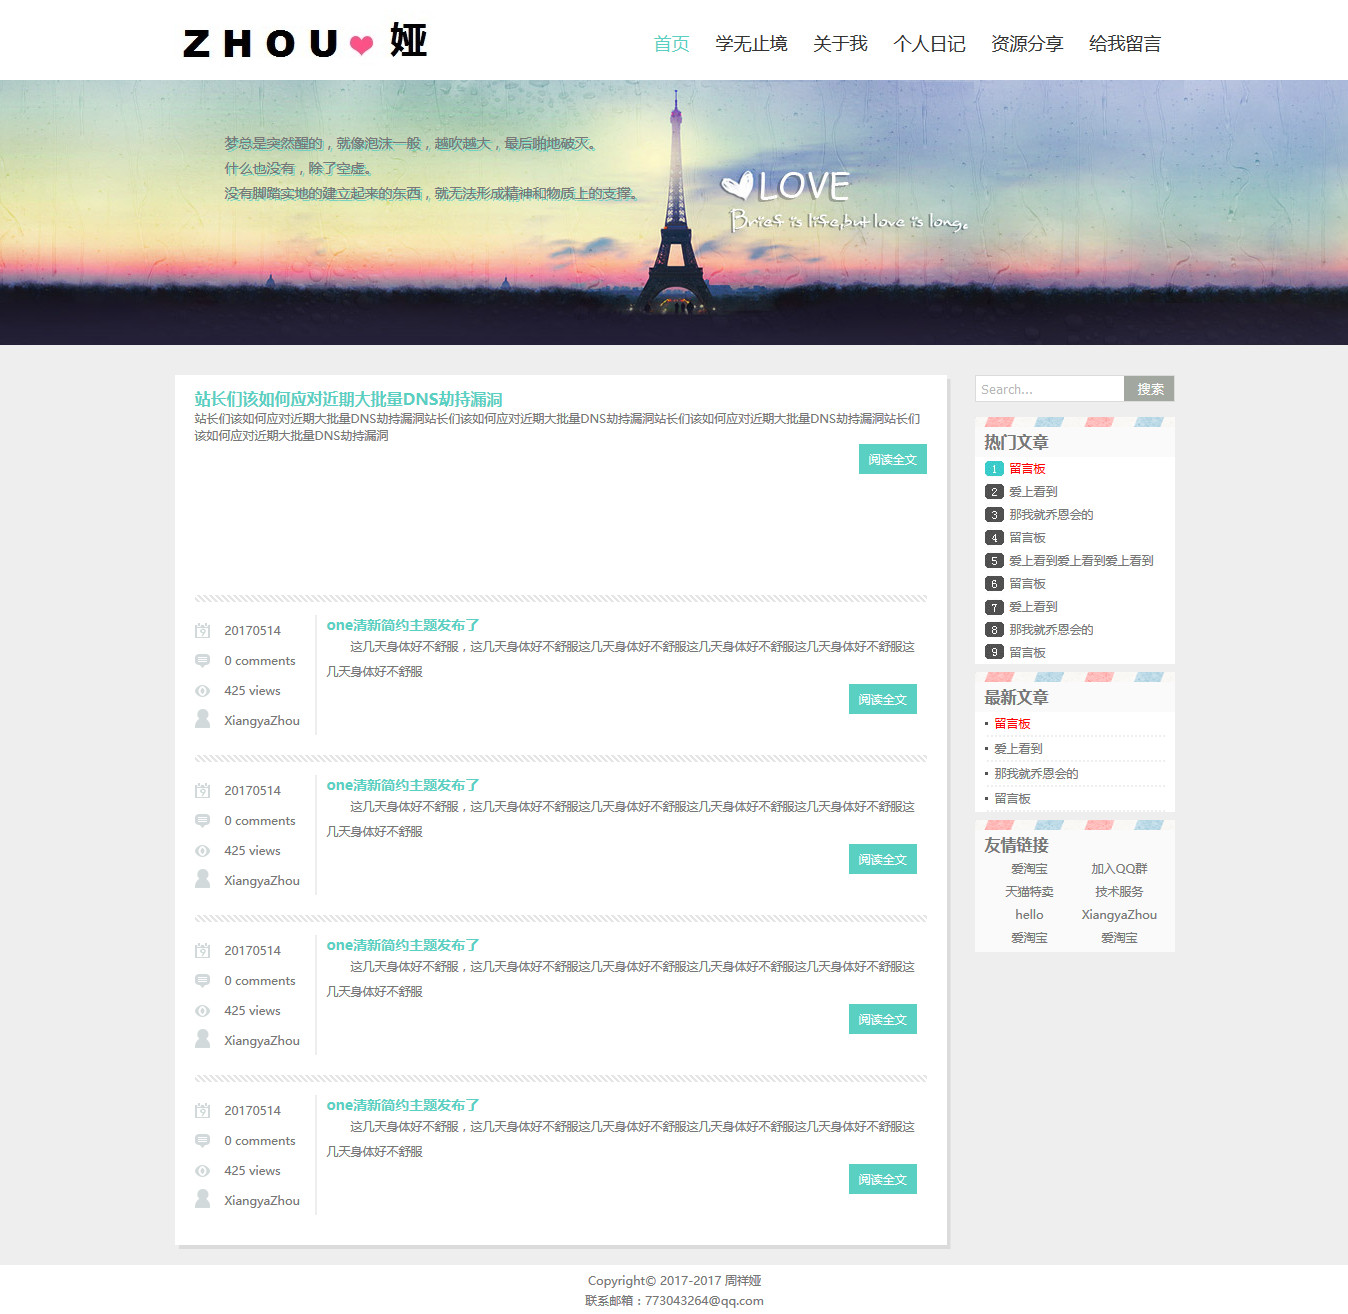 ZHOU 娅
首页 学无止境 关于我 个人日记 资源分享 给我留言
梦总是突然醒的，就像泡沫一般，越吹越大，最后啪地破灭。
什么也没有，除了空虚。
没有脚踏实地的建立起来的东西，就无法形成精神和物质上的支撑。
LOVE
Brief is life,but love is long。
站长们该如何应对近期大批量DNS劫持漏洞
站长们该如何应对近期大批量DNS劫持漏洞站长们该如何应对近期大批量DNS劫持漏洞站长们该如何应对近期大批量DNS劫持漏洞站长们
该如何应对近期大批量DNS劫持漏洞
阅读全文
20170514
0 comments
425 views
XiangyaZhou
one清新简约主题发布了
这几天身体好不舒服，这几天身体好不舒服这几天身体好不舒服这几天身体好不舒服这几天身体好不舒服这
几天身体好不舒服
阅读全文
20170514
0 comments
425 views
XiangyaZhou
one清新简约主题发布了
这几天身体好不舒服，这几天身体好不舒服这几天身体好不舒服这几天身体好不舒服这几天身体好不舒服这
几天身体好不舒服
阅读全文
20170514
0 comments
425 views
XiangyaZhou
one清新简约主题发布了
这几天身体好不舒服，这几天身体好不舒服这几天身体好不舒服这几天身体好不舒服这几天身体好不舒服这
几天身体好不舒服
阅读全文
20170514
0 comments
425 views
XiangyaZhou
one清新简约主题发布了
这几天身体好不舒服，这几天身体好不舒服这几天身体好不舒服这几天身体好不舒服这几天身体好不舒服这
几天身体好不舒服
阅读全文
Search... 搜索
热门文章
1 留言板
2 爱上看到
3 那我就乔恩会的
4 留言板
5 爱上看到爱上看到爱上看到
6 留言板
7 爱上看到
8 那我就乔恩会的
9 留言板
最新文章
留言板
爱上看到
那我就乔恩会的
留言板
友情链接
爱淘宝 加入QQ群
天猫特卖 技术服务
hello XiangyaZhou
爱淘宝 爱淘宝
Copyright© 2017-2017 周祥娅
联系邮箱：773043264@qq.com